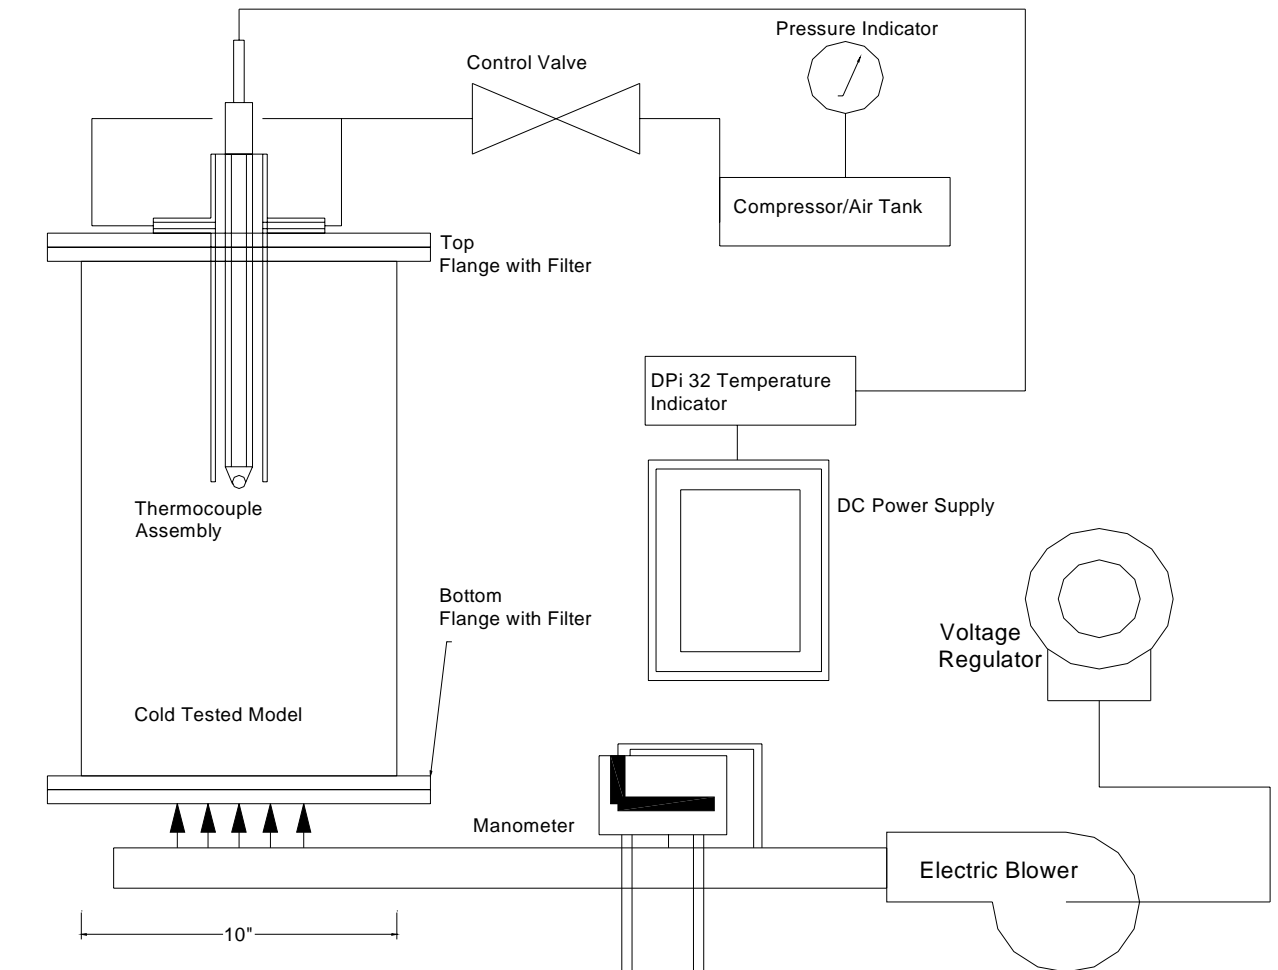 Pressure Indicator
Control Valve
Compressor/Air Tank
Top
Flange with Filter
DPi 32 Temperature
Indicator
Thermocouple
Assembly
DC Power Supply
Bottom
Flange with Filter
Voltage
Regulator
Cold Tested Model
Manometer
Electric Blower
10"